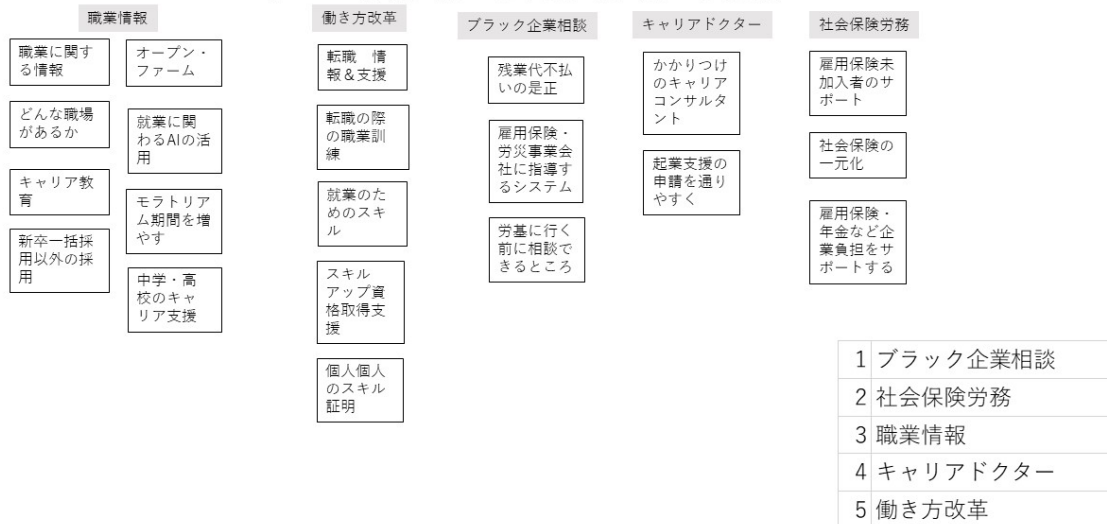 職業情報
職業に関す
る情報
どんな職場
があるか
キャリア教
育
新卒一括採
用以外の採
用
オープン・
ファーム
就業に関
わるAIの活
用
モラトリア
ム期間を増
やす
中学・高
校のキャ
リア支援
働き方改革
転職 情
報＆支援
転職の際
の職業訓
練
就業のた
めのスキ
ル
スキル
アップ資
格取得支
援
個人個人
のスキル
証明
ブラック企業相談
残業代不払
いの是正
雇用保険・
労災事業会
社に指導す
るシステム
労基に行く
前に相談で
きるところ
キャリアドクター
かかりつけ
のキャリア
コンサルタ
ント
起業支援の
申請を通り
やすく
社会保険労務
雇用保険未
加入者のサ
ポート
社会保険の
一元化
雇用保険・
年金など企
業負担をサ
ポートする
1 ブラック企業相談
2 社会保険労務
3 職業情報
4 キャリアドクター
5 働き方改革